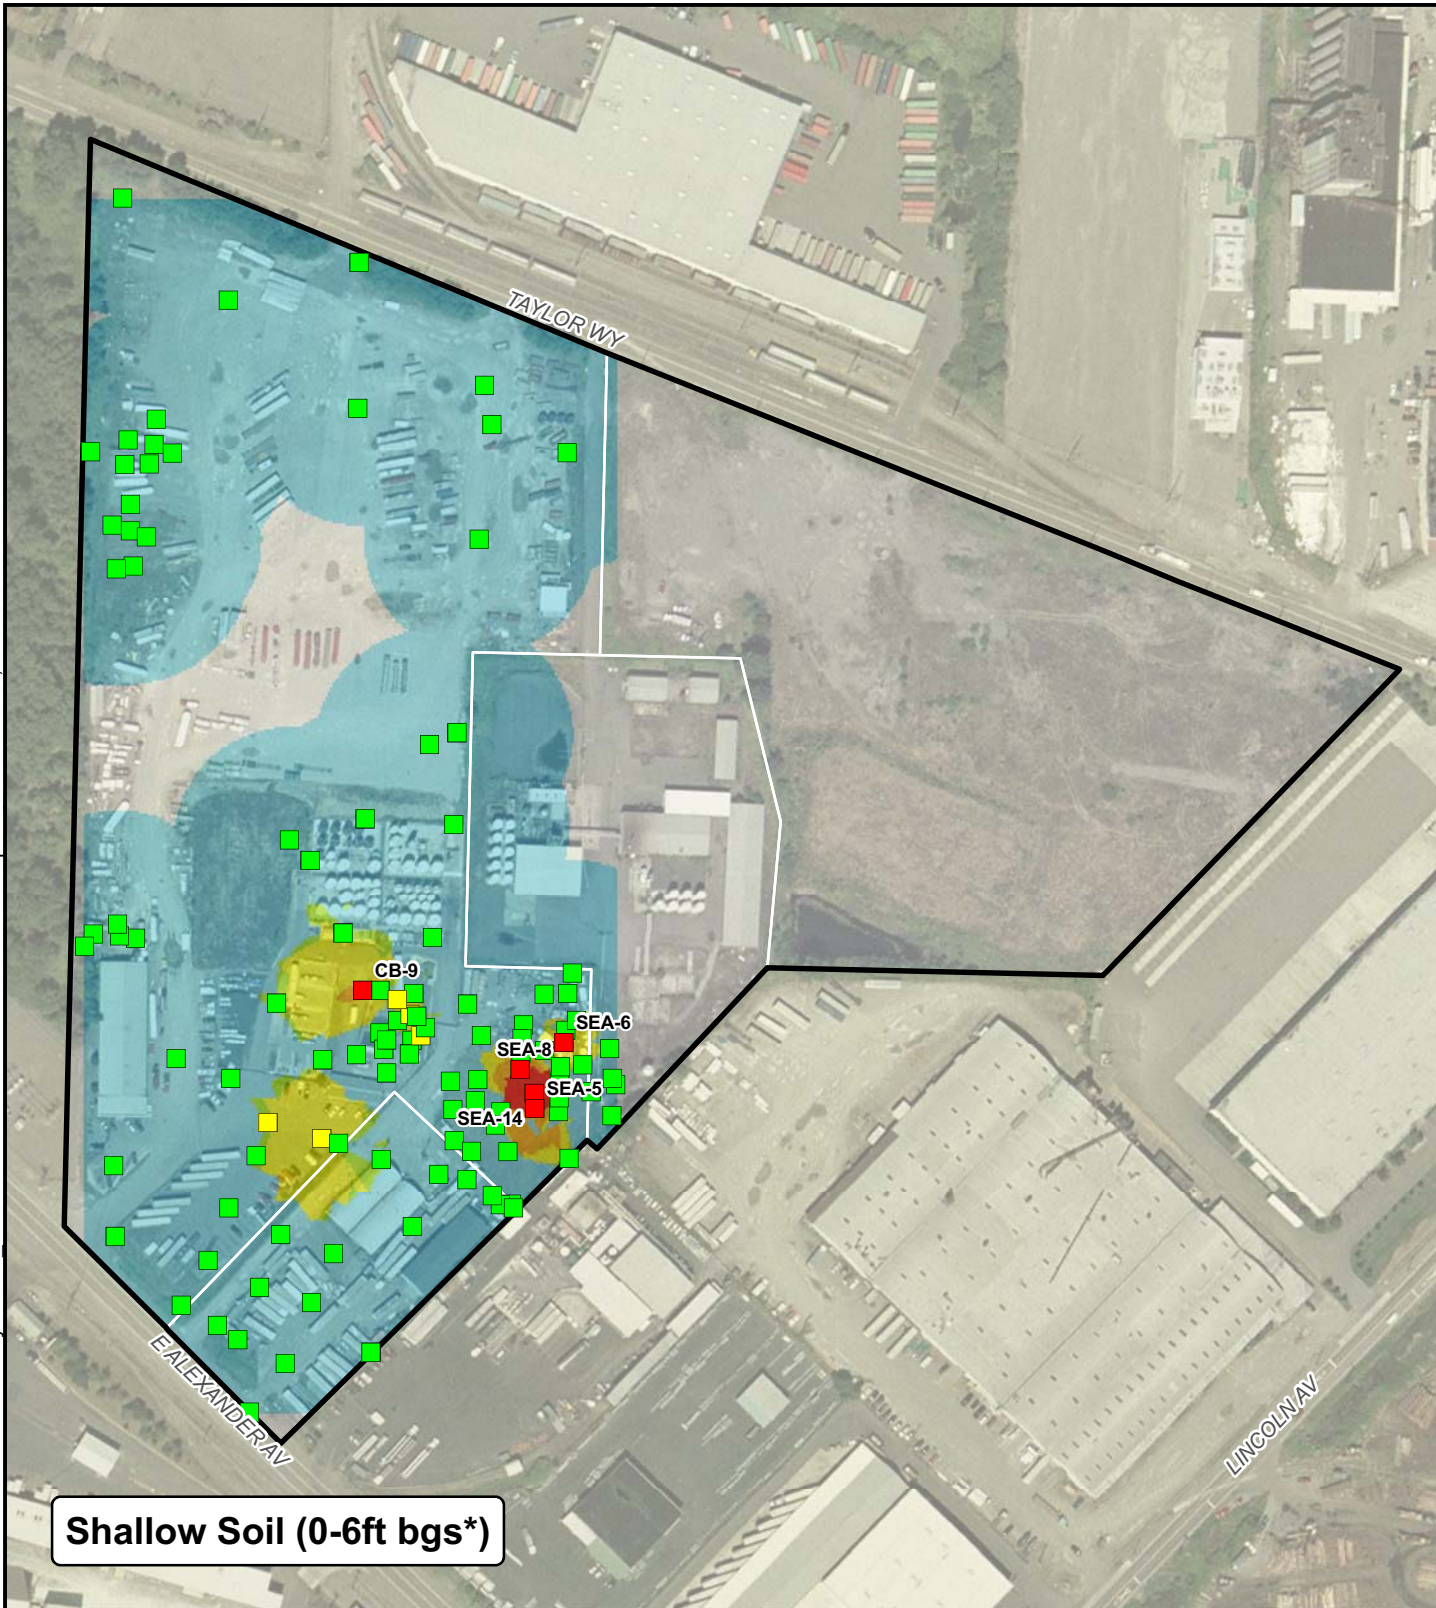 TAYLOR WY
CB-9
SEA-6
SEA-8
SEA-5
SEA-14
E ALEXANDER AV
LINCOLN AV
Shallow Soil (0-6ft bgs*)